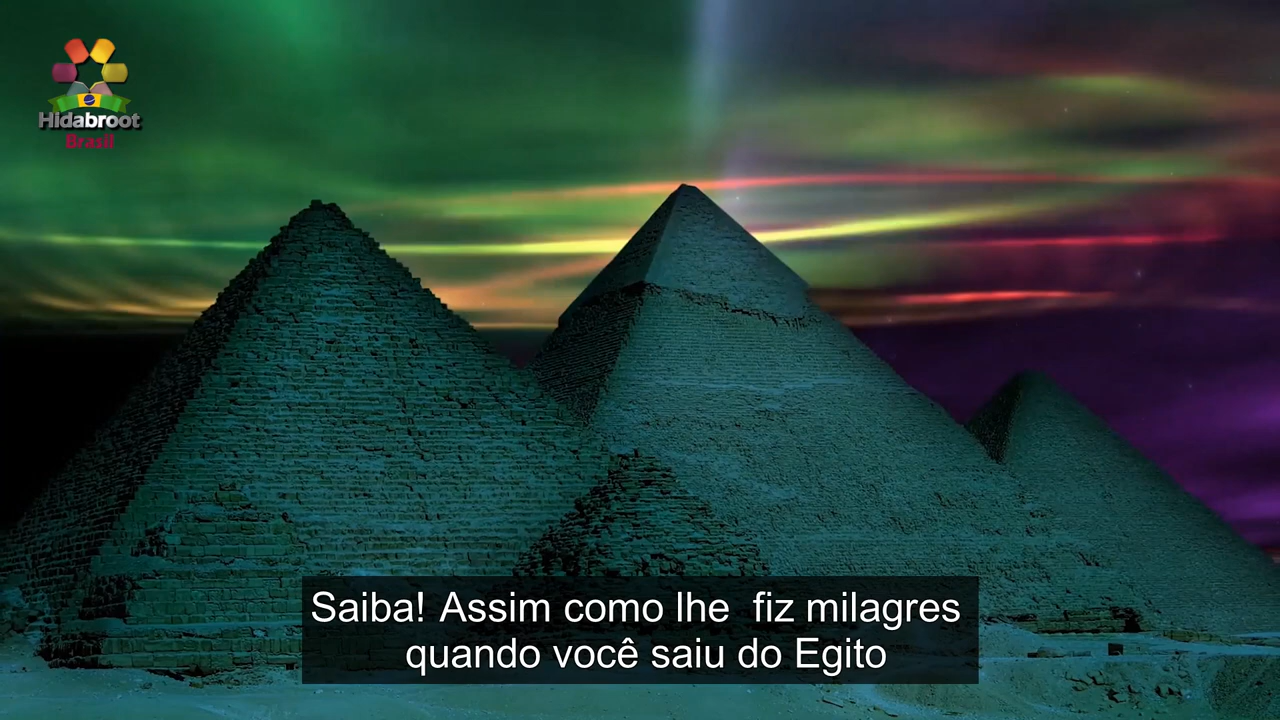 Hidabroot
Brazil
Saiba! Assim como lhe  fiz milagres
quando você saiu do Egito